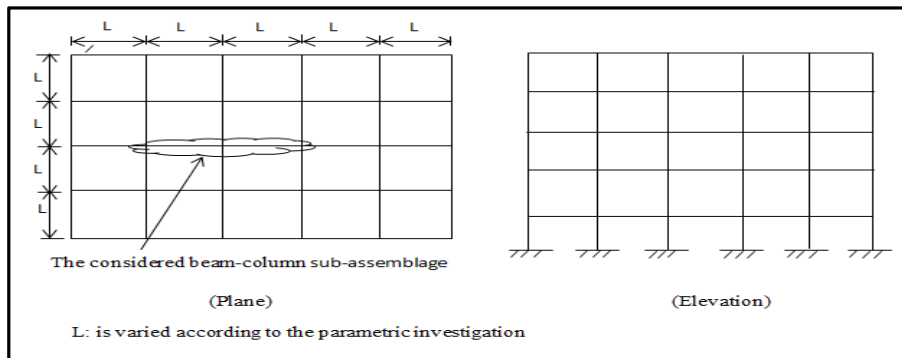 L L L L L
L
L
L
L
The considered beam-column sub-assemblage
(Plane)
(Elevation)
L: is varied according to the parametric investigation